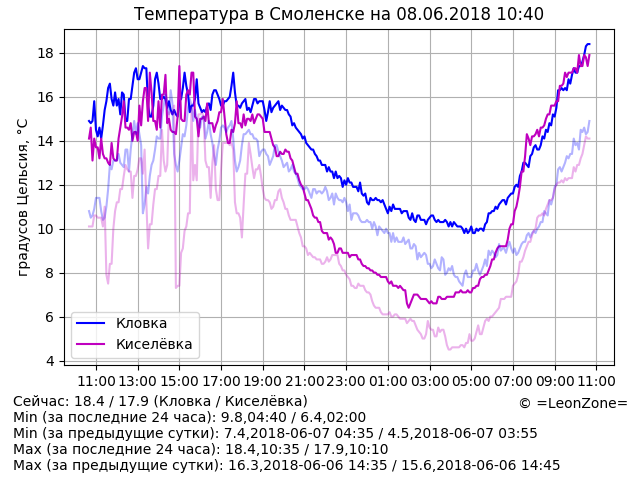 Температура в Смоленске на 08.06.2018 10:40
градусов Цельсия, °C
18
16
14
12
10
8
6
4
Кловка
Киселёвка
11:00 13:00 15:00 17:00 19:00 21:00 23:00 01:00 03:00 05:00 07:00 09:00 11:00
Сейчас: 18.4 / 17.9 (Кловка / Киселёвка)
© =LeonZone=
Min (за последние 24 часа): 9.8,04:40 / 6.4,02:00
Min (за предыдущие сутки): 7.4,2018-06-07 04:35 / 4.5,2018-06-07 03:55
Max (за последние 24 часа): 18.4,10:35 / 17.9,10:10
Max (за предыдущие сутки): 16.3,2018-06-06 14:35 / 15.6,2018-06-06 14:45